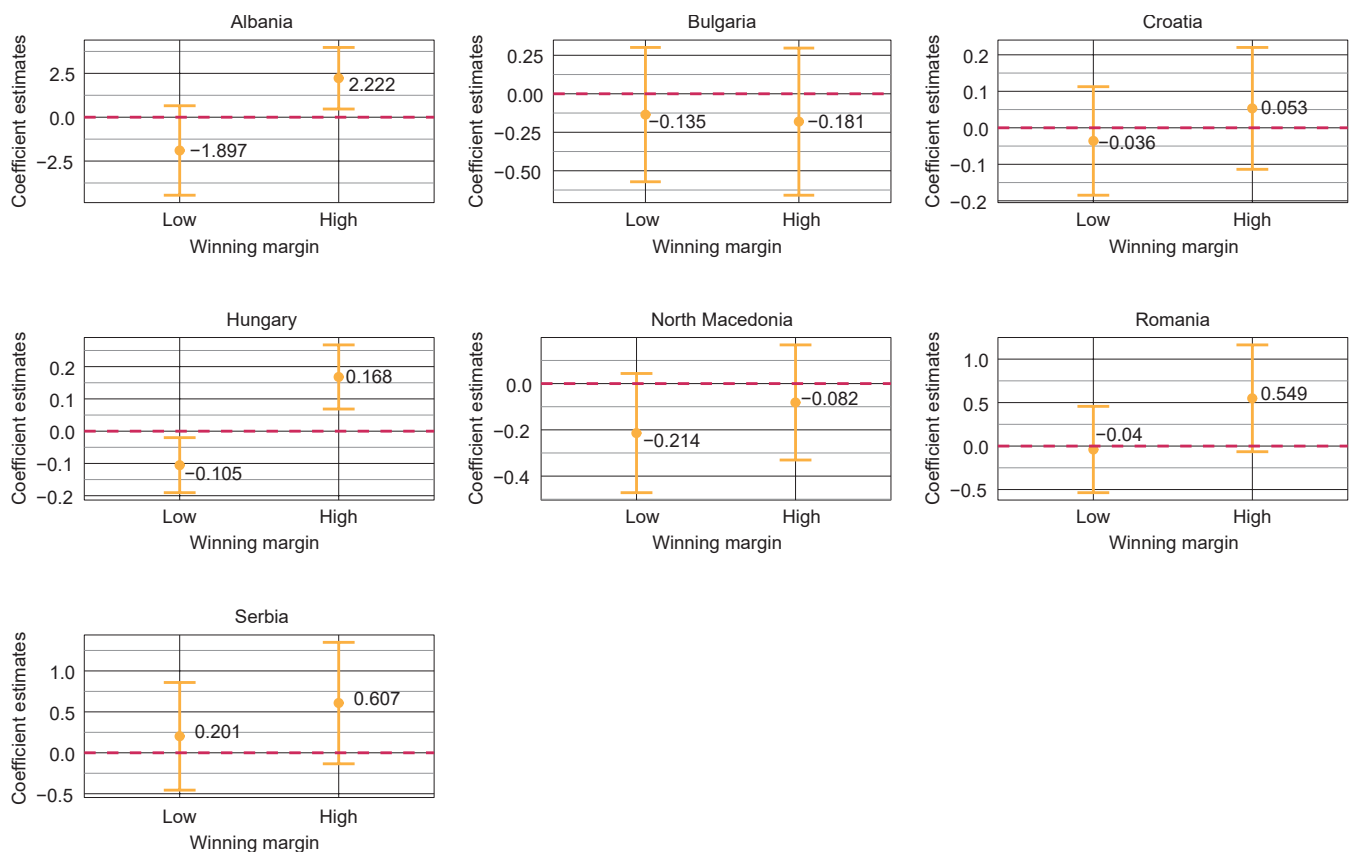 Albania
Coefficient estimates
2.5
0.0
−2.5
2.222
−1.897
Low High
Winning margin
Bulgaria
Coefficient estimates
0.25
0.00
−0.25
−0.50
−0.135
−0.181
Low High
Winning margin
Croatia
Coefficient estimates
0.2
0.1
0.0
−0.1
−0.2
0.053
−0.036
Low High
Winning margin
Hungary
Coefficient estimates
0.2
0.1
0.0
−0.1
−0.2
0.168
−0.105
Low High
Winning margin
North Macedonia
Coefficient estimates
0.0
−0.2
−0.4
−0.082
−0.214
Low High
Winning margin
Romania
Coefficient estimates
1.0
0.5
0.0
−0.5
0.549
−0.04
Low High
Winning margin
Serbia
Coefficient estimates
1.0
0.5
0.0
−0.5
0.607
0.201
Low High
Winning margin